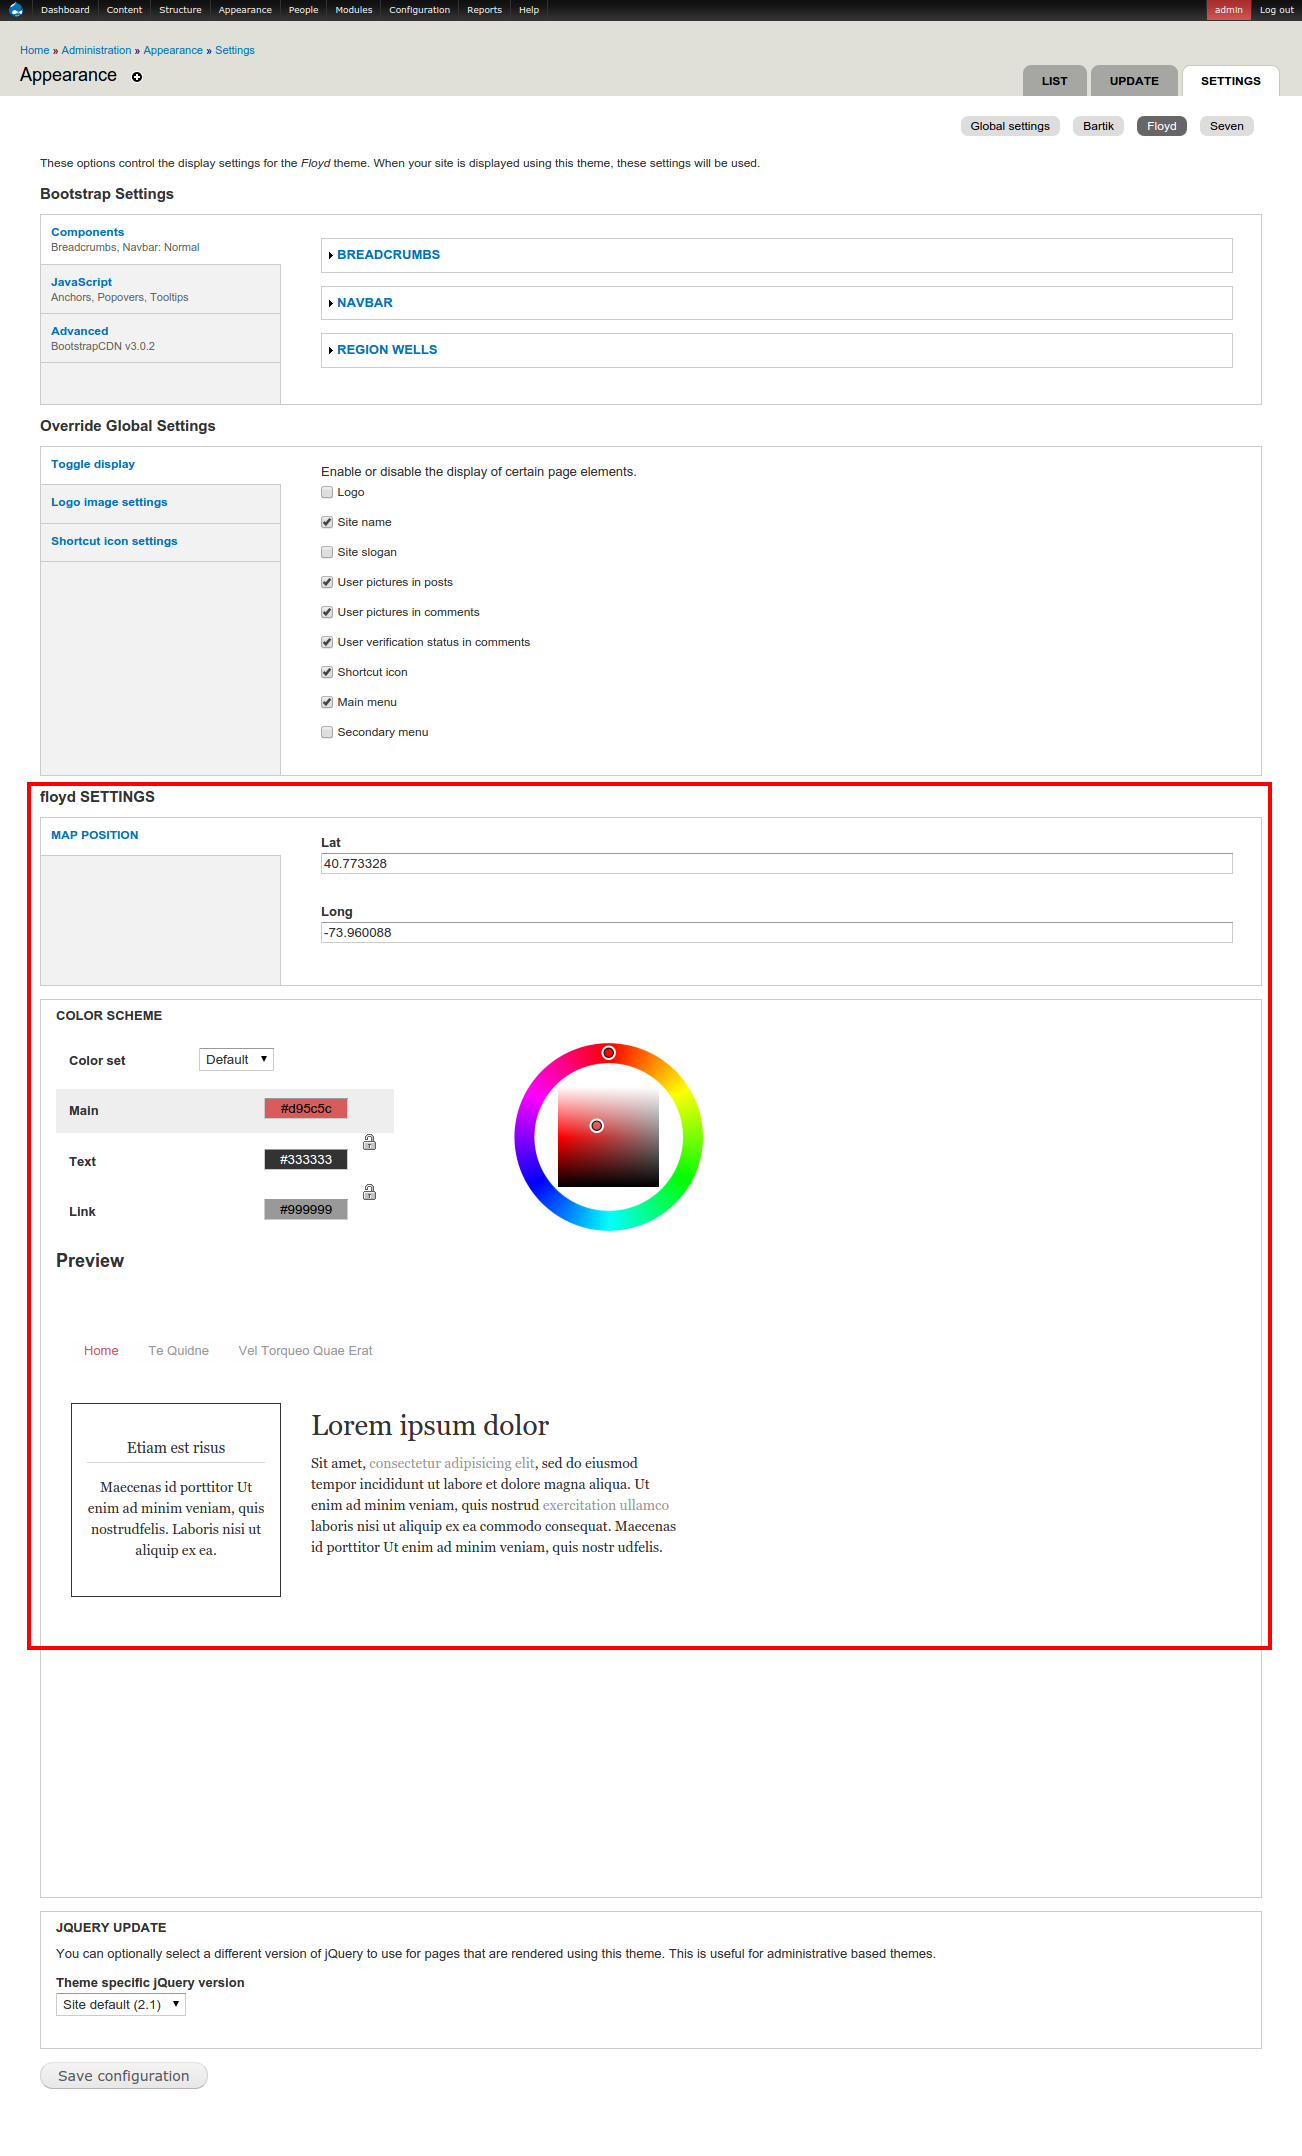 Dashboard Content Structure Appearance People Modules Configuration Reports Help admin Log out
Home » Administration » Appearance » Settings
Appearance
LIST UPDATE SETTINGS
Global settings Bartik Floyd Seven
These options control the display settings for the Floyd theme. When your site is displayed using this theme, these settings will be used.
Bootstrap Settings
Components
Breadcrumbs, Navbar: Normal
JavaScript
Anchors, Popovers, Tooltips
Advanced
BootstrapCDN v3.0.2
BREADCRUMBS
NAVBAR
REGION WELLS
Override Global Settings
Toggle display
Logo image settings
Shortcut icon settings
Enable or disable the display of certain page elements.
Logo
Site name
Site slogan
User pictures in posts
User pictures in comments
User verification status in comments
Shortcut icon
Main menu
Secondary menu
floyd SETTINGS
MAP POSITION
Lat
40.773328
Long
-73.960088
COLOR SCHEME
Color set Default
Main #d95c5c
Text #333333
Link #999999
Preview
Home Te Quidne Vel Torqueo Quae Erat
Etiam est risus
Maecenas id porttitor Ut
enim ad minim veniam, quis
nostrudfelis. Laboris nisi ut
aliquip ex ea.
Lorem ipsum dolor
Sit amet, consectetur adipisicing elit, sed do eiusmod
tempor incididunt ut labore et dolore magna aliqua. Ut
enim ad minim veniam, quis nostrud exercitation ullamco
laboris nisi ut aliquip ex ea commodo consequat. Maecenas
id porttitor Ut enim ad minim veniam, quis nostr udfelis.
JQUERY UPDATE
You can optionally select a different version of jQuery to use for pages that are rendered using this theme. This is useful for administrative based themes.
Theme specific jQuery version
Site default (2.1)
Save configuration